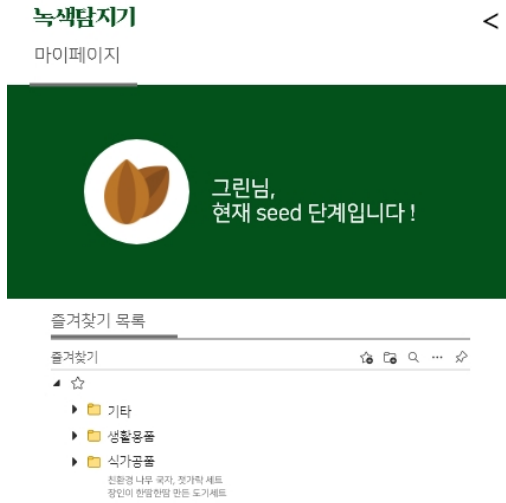 녹색탐지기
마이페이지
그린님,
현재 seed 단계입니다 !
즐겨찾기 목록
즐겨찾기
기타
생활용품
식가공품
친환경 나무 국자, 젓가락 세트
장인이 한땀한땀 만든 도기세트